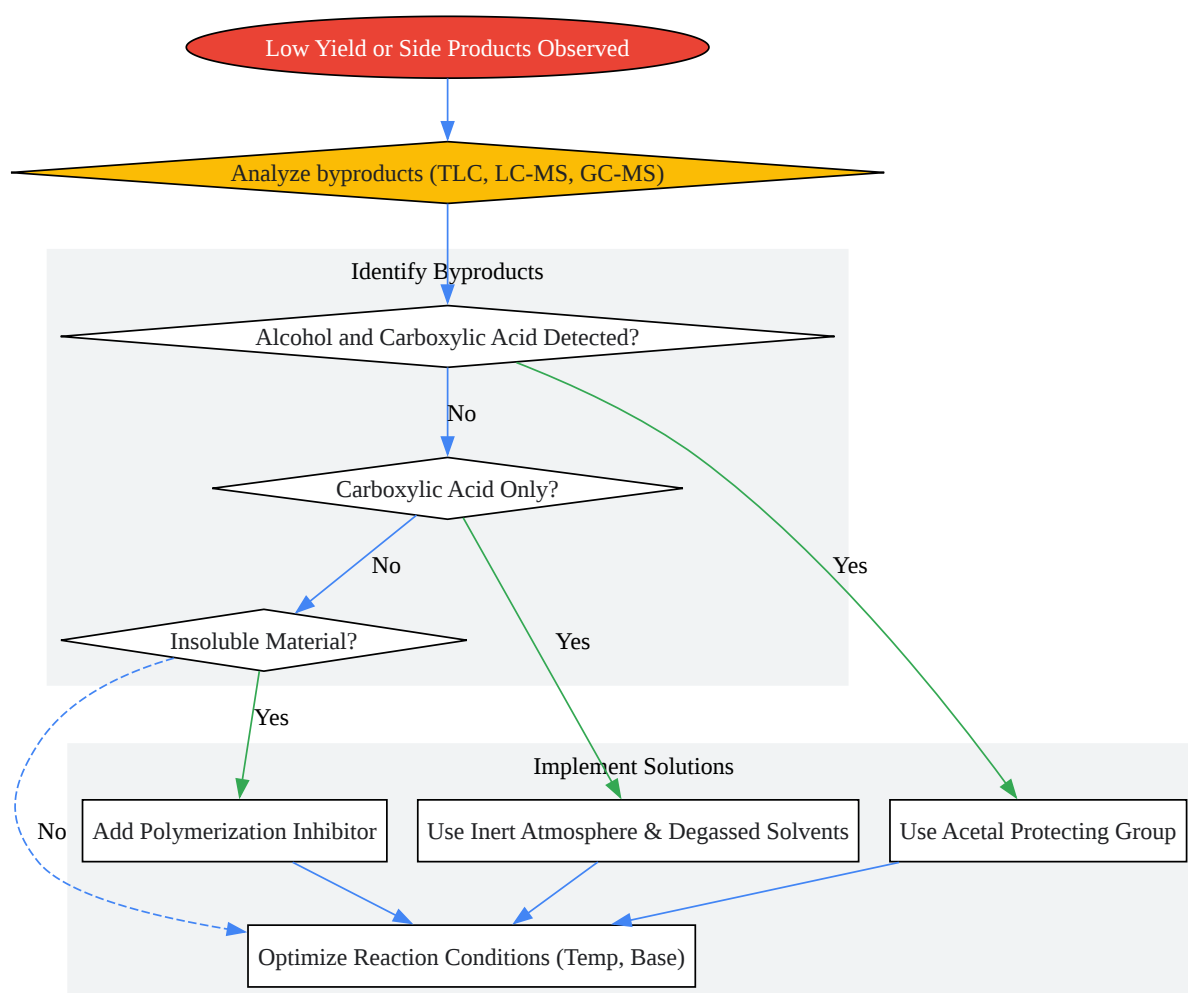 Low Yield or Side Products Observed
Analyze byproducts (TLC, LC-MS, GC-MS)
Identify Byproducts
Alcohol and Carboxylic Acid Detected?
No
Carboxylic Acid Only?
No
Yes
Insoluble Material?
Yes
Yes
Implement Solutions
Add Polymerization Inhibitor
Use Inert Atmosphere & Degassed Solvents
Use Acetal Protecting Group
No
Optimize Reaction Conditions (Temp, Base)